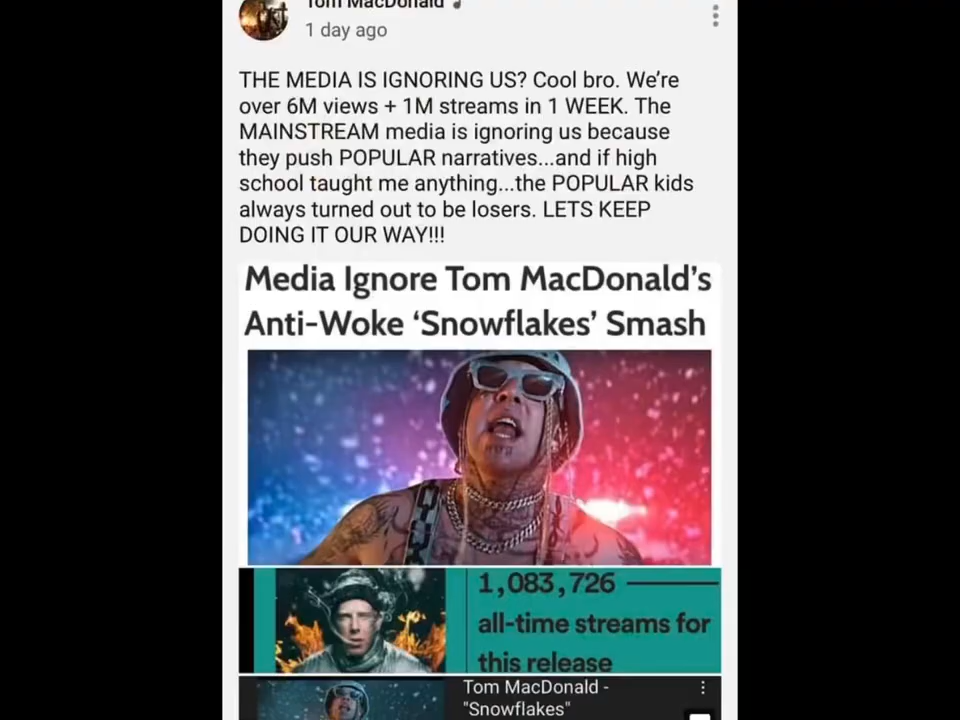 Tom MacDonald
1 day ago
THE MEDIA IS IGNORING US? Cool bro. We’re
over 6M views + 1M streams in 1 WEEK. The
MAINSTREAM media is ignoring us because
they push POPULAR narratives...and if high
school taught me anything...the POPULAR kids
always turned out to be losers. LETS KEEP
DOING IT OUR WAY!!!
Media Ignore Tom MacDonald’s
Anti-Woke ‘Snowflakes’ Smash
1,083,726
all-time streams for
this release
Tom MacDonald -
"Snowflakes"